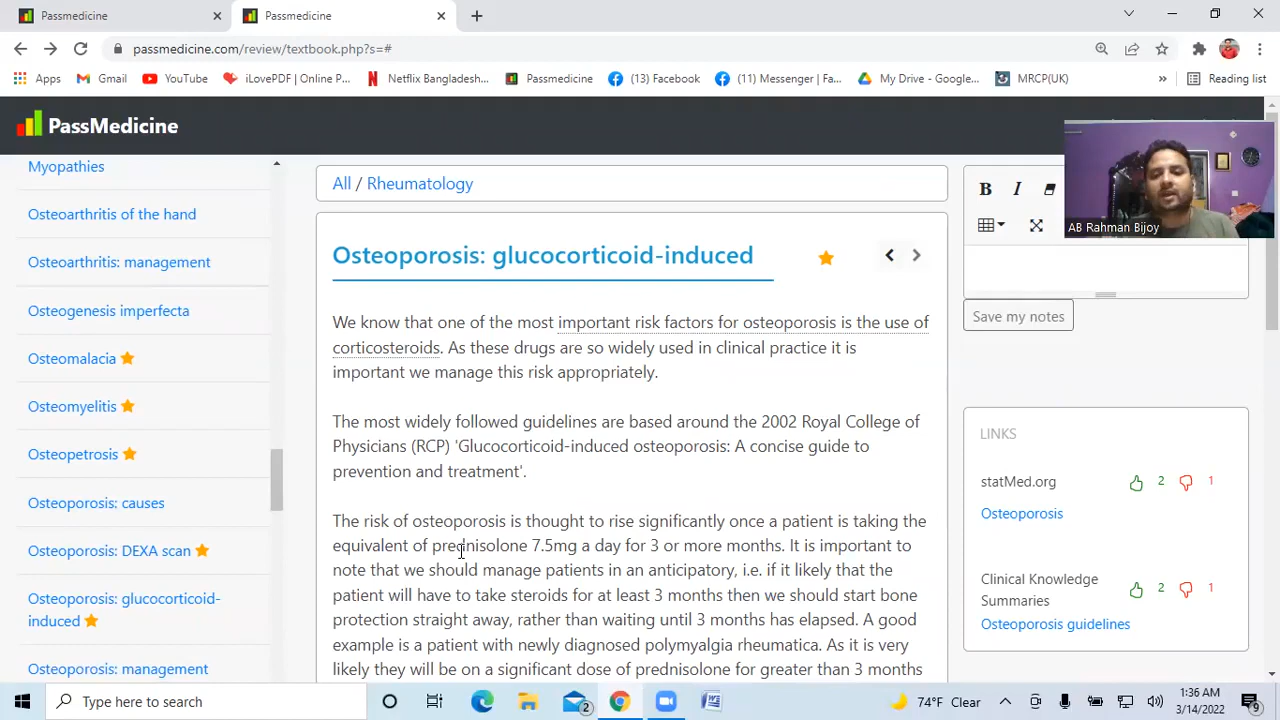 Passmedicine
Passmedicine
passmedicine.com/review/textbook.php?s=#
Apps
Gmail
YouTube
iLovePDF | Online P...
Netflix Bangladesh...
Passmedicine
(13) Facebook
(11) Messenger | Fa...
My Drive - Google...
MRCP(UK)
»
Reading list
PassMedicine
AB Rahman Bijoy
Myopathies
Osteoarthritis of the hand
Osteoarthritis: management
Osteogenesis imperfecta
Osteomalacia
Osteomyelitis
Osteopetrosis
Osteoporosis: causes
Osteoporosis: DEXA scan
Osteoporosis: glucocorticoid-
induced
Osteoporosis: management
All / Rheumatology
Osteoporosis: glucocorticoid-induced
We know that one of the most important risk factors for osteoporosis is the use of
corticosteroids. As these drugs are so widely used in clinical practice it is
important we manage this risk appropriately.
The most widely followed guidelines are based around the 2002 Royal College of
Physicians (RCP) 'Glucocorticoid-induced osteoporosis: A concise guide to
prevention and treatment'.
The risk of osteoporosis is thought to rise significantly once a patient is taking the
equivalent of prednisolone 7.5mg a day for 3 or more months. It is important to
note that we should manage patients in an anticipatory, i.e. if it likely that the
patient will have to take steroids for at least 3 months then we should start bone
protection straight away, rather than waiting until 3 months has elapsed. A good
example is a patient with newly diagnosed polymyalgia rheumatica. As it is very
likely they will be on a significant dose of prednisolone for greater than 3 months
B I
Save my notes
LINKS
statMed.org 2 1
Osteoporosis
Clinical Knowledge
Summaries 2 1
Osteoporosis guidelines
Type here to search
2
74°F Clear
1:36 AM
3/14/2022
9